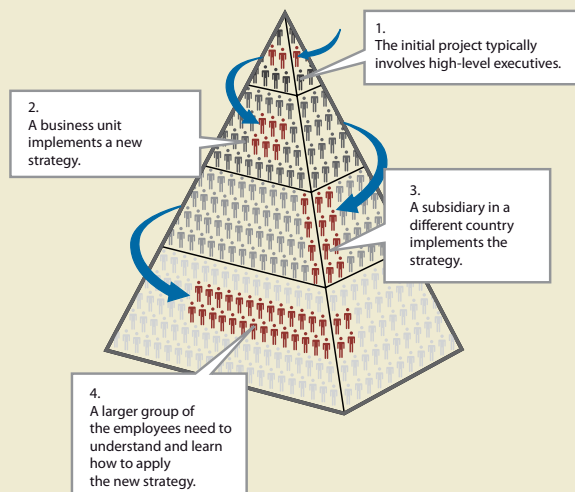 1.
The initial project typically
involves high-level executives.
2.
A business unit
implements a new
strategy.
3.
A subsidiary in a
different country
implements the
strategy.
4.
A larger group of
the employees need to
understand and learn
how to apply
the new strategy.